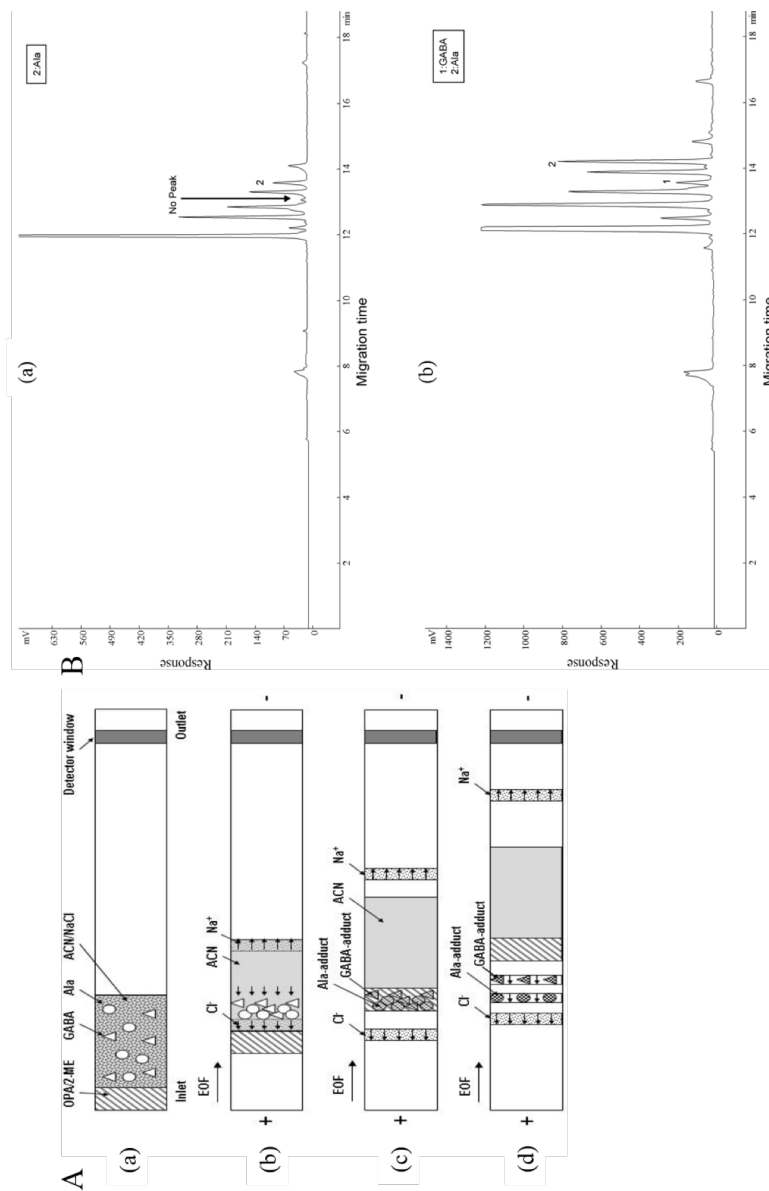 A
(a)
OPA/2-ME
GABA
Ala
ACN/NaCl
Detector window
Inlet
Outlet
(b)
EOF
Cl-
ACN
Na+
+
-
(c)
EOF
Cl-
Ala-adduct
GABA-adduct
ACN
Na+
+
-
(d)
EOF
Cl-
Ala-adduct
GABA-adduct
Na+
+
-
B
(a)
2:Ala
mV
630
560
490
420
350
280
210
140
70
0
Response
No Peak
2
2
4
6
8
10
12
14
16
18
min
Migration time
(b)
1:GABA
2:Ala
mV
1400
1200
1000
800
600
400
200
0
Response
1
2
2
4
6
8
10
12
14
16
18
min
Migration time